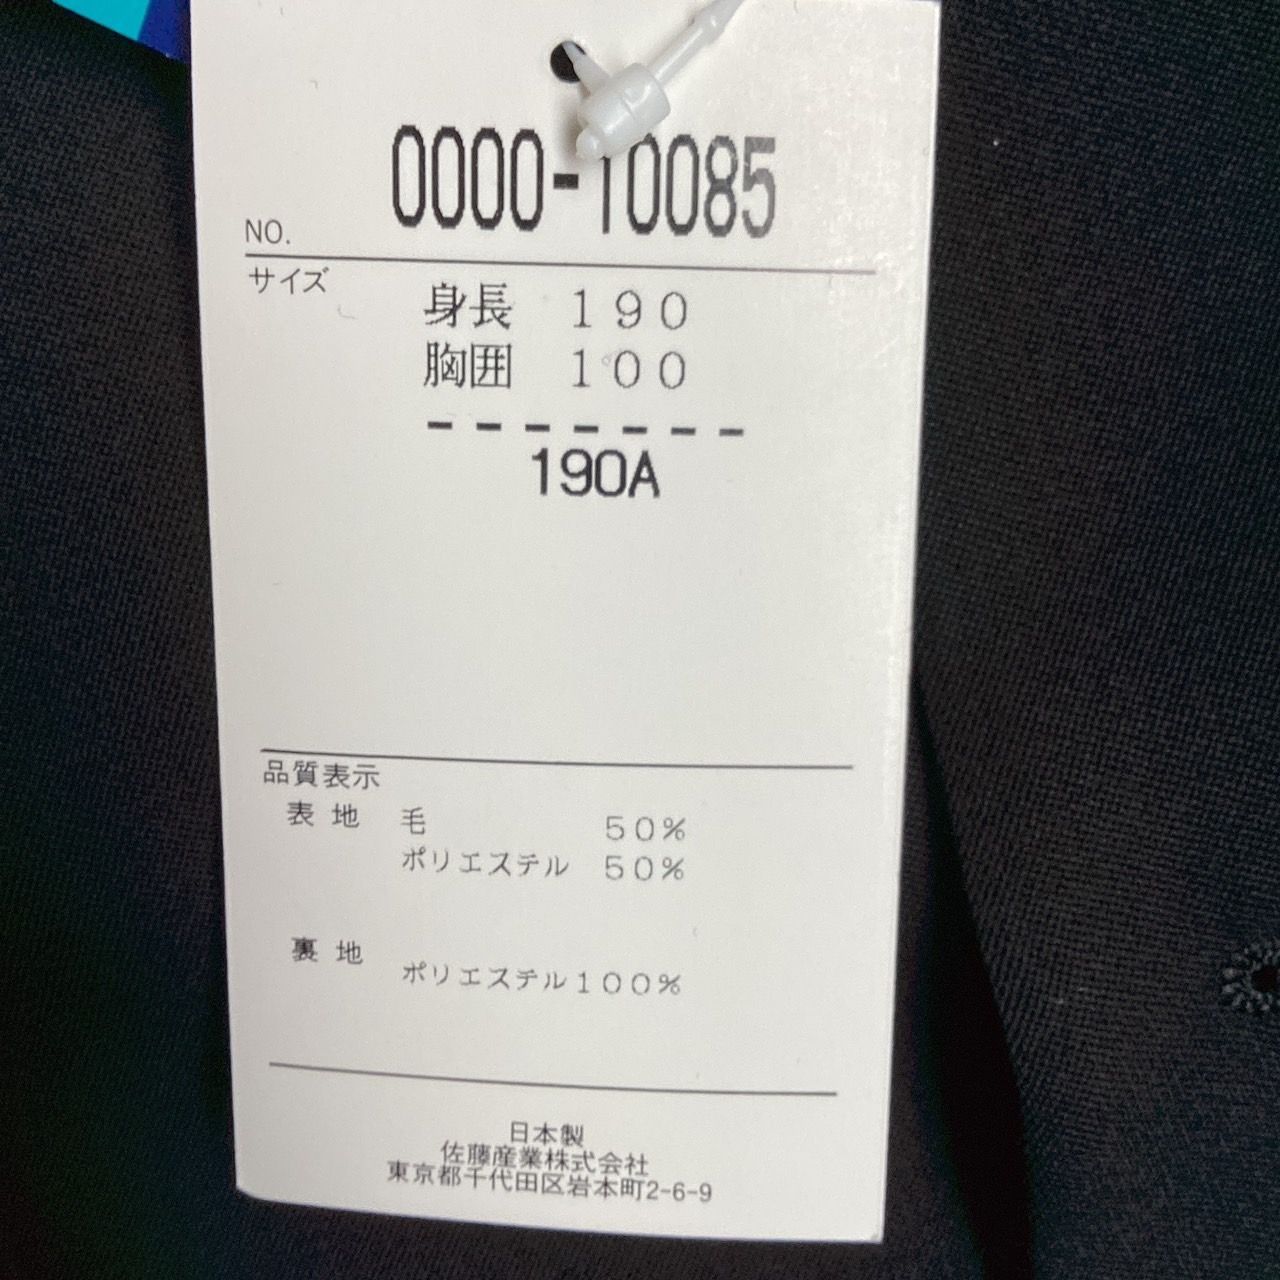 0000-10085
NO.
サイズ
身長 190
胸囲 100
- - - - - - -
190A
品質表示
表地 毛 50%
ポリエステル 50%
裏地
ポリエステル100%
日本製
佐藤産業株式会社
東京都千代田区岩本町2-6-9